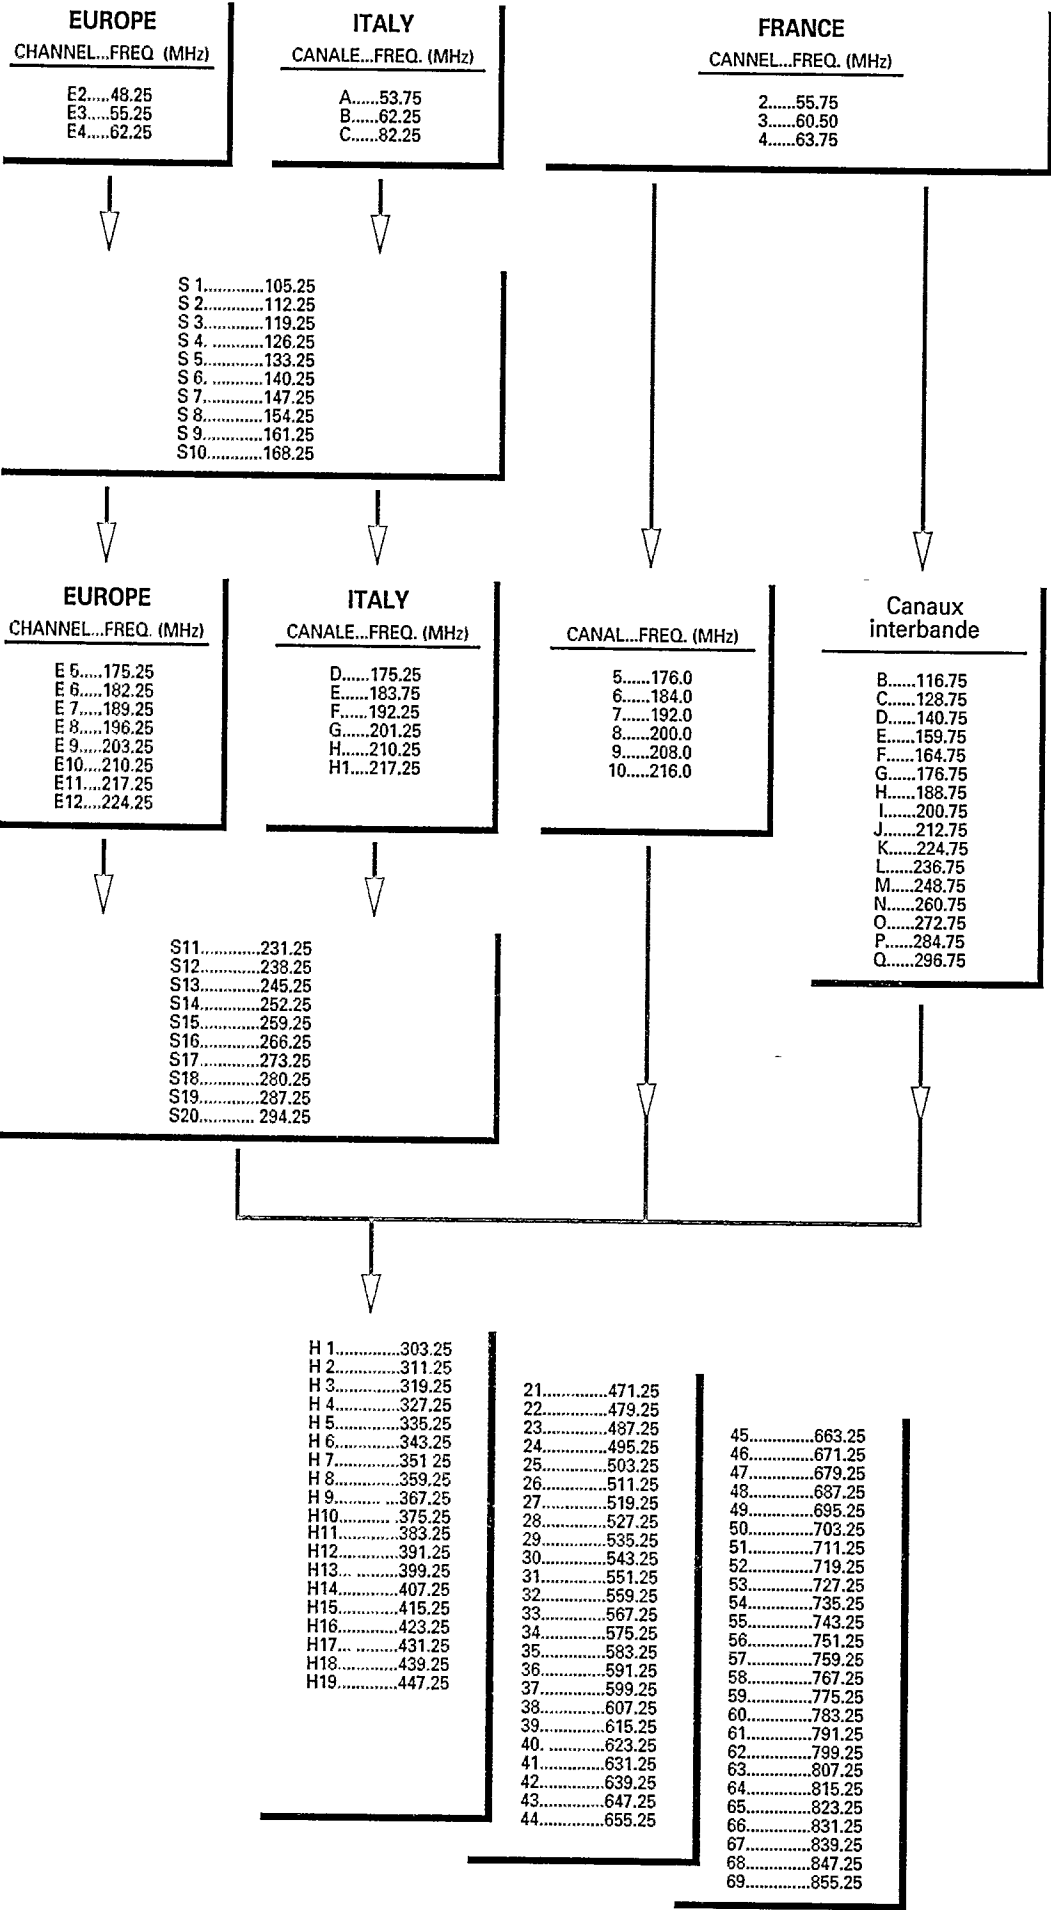 EUROPE
CHANNEL...FREQ (MHz)
E2.....48.25
E3.....55.25
E4.....62.25
ITALY
CANALE...FREQ. (MHz)
A......53.75
B......62.25
C......82.25
FRANCE
CANNEL...FREQ. (MHz)
2......55.75
3......60.50
4......63.75
S 1.............105.25
S 2.............112.25
S 3.............119.25
S 4. ...........126.25
S 5.............133.25
S 6. ...........140.25
S 7.............147.25
S 8.............154.25
S 9.............161.25
S10............168.25
EUROPE
CHANNEL...FREQ. (MHz)
E 5.....175.25
E 6.....182.25
E 7.....189.25
E 8.....196.25
E 9.....203.25
E10....210.25
E11....217.25
E12....224.25
ITALY
CANALE...FREQ. (MHz)
D......175.25
E......183.75
F......192.25
G......201.25
H......210.25
H1....217.25
CANAL...FREQ. (MHz)
5......176.0
6......184.0
7......192.0
8......200.0
9......208.0
10.....216.0
Canaux
interbande
B......116.75
C......128.75
D......140.75
E......159.75
F......164.75
G......176.75
H......188.75
I.......200.75
J.......212.75
K......224.75
L......236.75
M.....248.75
N......260.75
O......272.75
P......284.75
Q......296.75
S11.............231.25
S12.............238.25
S13.............245.25
S14.............252.25
S15.............259.25
S16.............266.25
S17.............273.25
S18.............280.25
S19.............287.25
S20............ 294.25
H 1..............303.25
H 2..............311.25
H 3..............319.25
H 4..............327.25
H 5..............335.25
H 6..............343.25
H 7..............351 25
H 8..............359.25
H 9......... ...367.25
H10........... .375.25
H11.............383.25
H12.............391.25
H13... .........399.25
H14.............407.25
H15.............415.25
H16.............423.25
H17... .........431.25
H18.............439.25
H19.............447.25
21..............471.25
22..............479.25
23..............487.25
24..............495.25
25..............503.25
26..............511.25
27..............519.25
28..............527.25
29..............535.25
30..............543.25
31..............551.25
32..............559.25
33..............567.25
34..............575.25
35..............583.25
36..............591.25
37..............599.25
38..............607.25
39..............615.25
40. ............623.25
41..............631.25
42..............639.25
43..............647.25
44..............655.25
45..............663.25
46..............671.25
47..............679.25
48..............687.25
49..............695.25
50..............703.25
51..............711.25
52..............719.25
53..............727.25
54..............735.25
55..............743.25
56..............751.25
57..............759.25
58..............767.25
59..............775.25
60..............783.25
61..............791.25
62..............799.25
63..............807.25
64..............815.25
65..............823.25
66..............831.25
67..............839.25
68..............847.25
69..............855.25